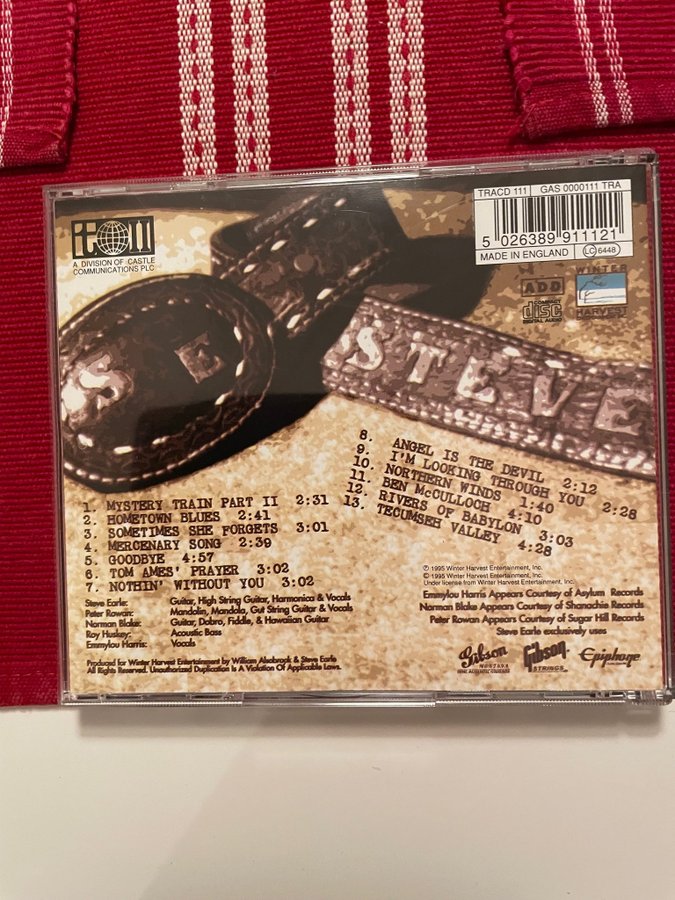 TRACD 111 GAS 0000111 TRA
5 026389 911121
MADE IN ENGLAND LC 6448
A DIVISION OF CASTLE
COMMUNICATIONS PLC
ADD
COMPACT
disc
DIGITAL AUDIO
WINTER
HARVEST
S E
STEVE
1. MYSTERY TRAIN PART II 2:31
2. HOMETOWN BLUES 2:41
3. SOMETIMES SHE FORGETS 3:01
4. MERCENARY SONG 2:39
5. GOODBYE 4:57
6. TOM AMES' PRAYER 3:02
7. NOTHIN' WITHOUT YOU 3:02
8. ANGEL IS THE DEVIL 2:12
9. I'M LOOKING THROUGH YOU 2:28
10. NORTHERN WINDS 1:40
11. BEN McCULLOCH 4:10
12. RIVERS OF BABYLON 3:03
13. TECUMSEH VALLEY 4:28
Steve Earle: Guitar, High String Guitar, Harmonica & Vocals
Peter Rowan: Mandolin, Mandola, Gut String Guitar & Vocals
Norman Blake: Guitar, Dobro, Fiddle, & Hawaiian Guitar
Roy Huskey: Acoustic Bass
Emmylou Harris: Vocals
Produced for Winter Harvest Entertainment by William Alsobrook & Steve Earle
All Rights Reserved. Unauthorized Duplication Is A Violation Of Applicable Laws.
℗ 1995 Winter Harvest Entertainment, Inc.
© 1995 Winter Harvest Entertainment, Inc.
Under license from Winter Harvest Entertainment, Inc.
Emmylou Harris Appears Courtesy of Asylum Records
Norman Blake Appears Courtesy of Shanachie Records
Peter Rowan Appears Courtesy of Sugar Hill Records
Steve Earle exclusively uses
Gibson
MONTANA
Gibson
STRINGS
Epiphone